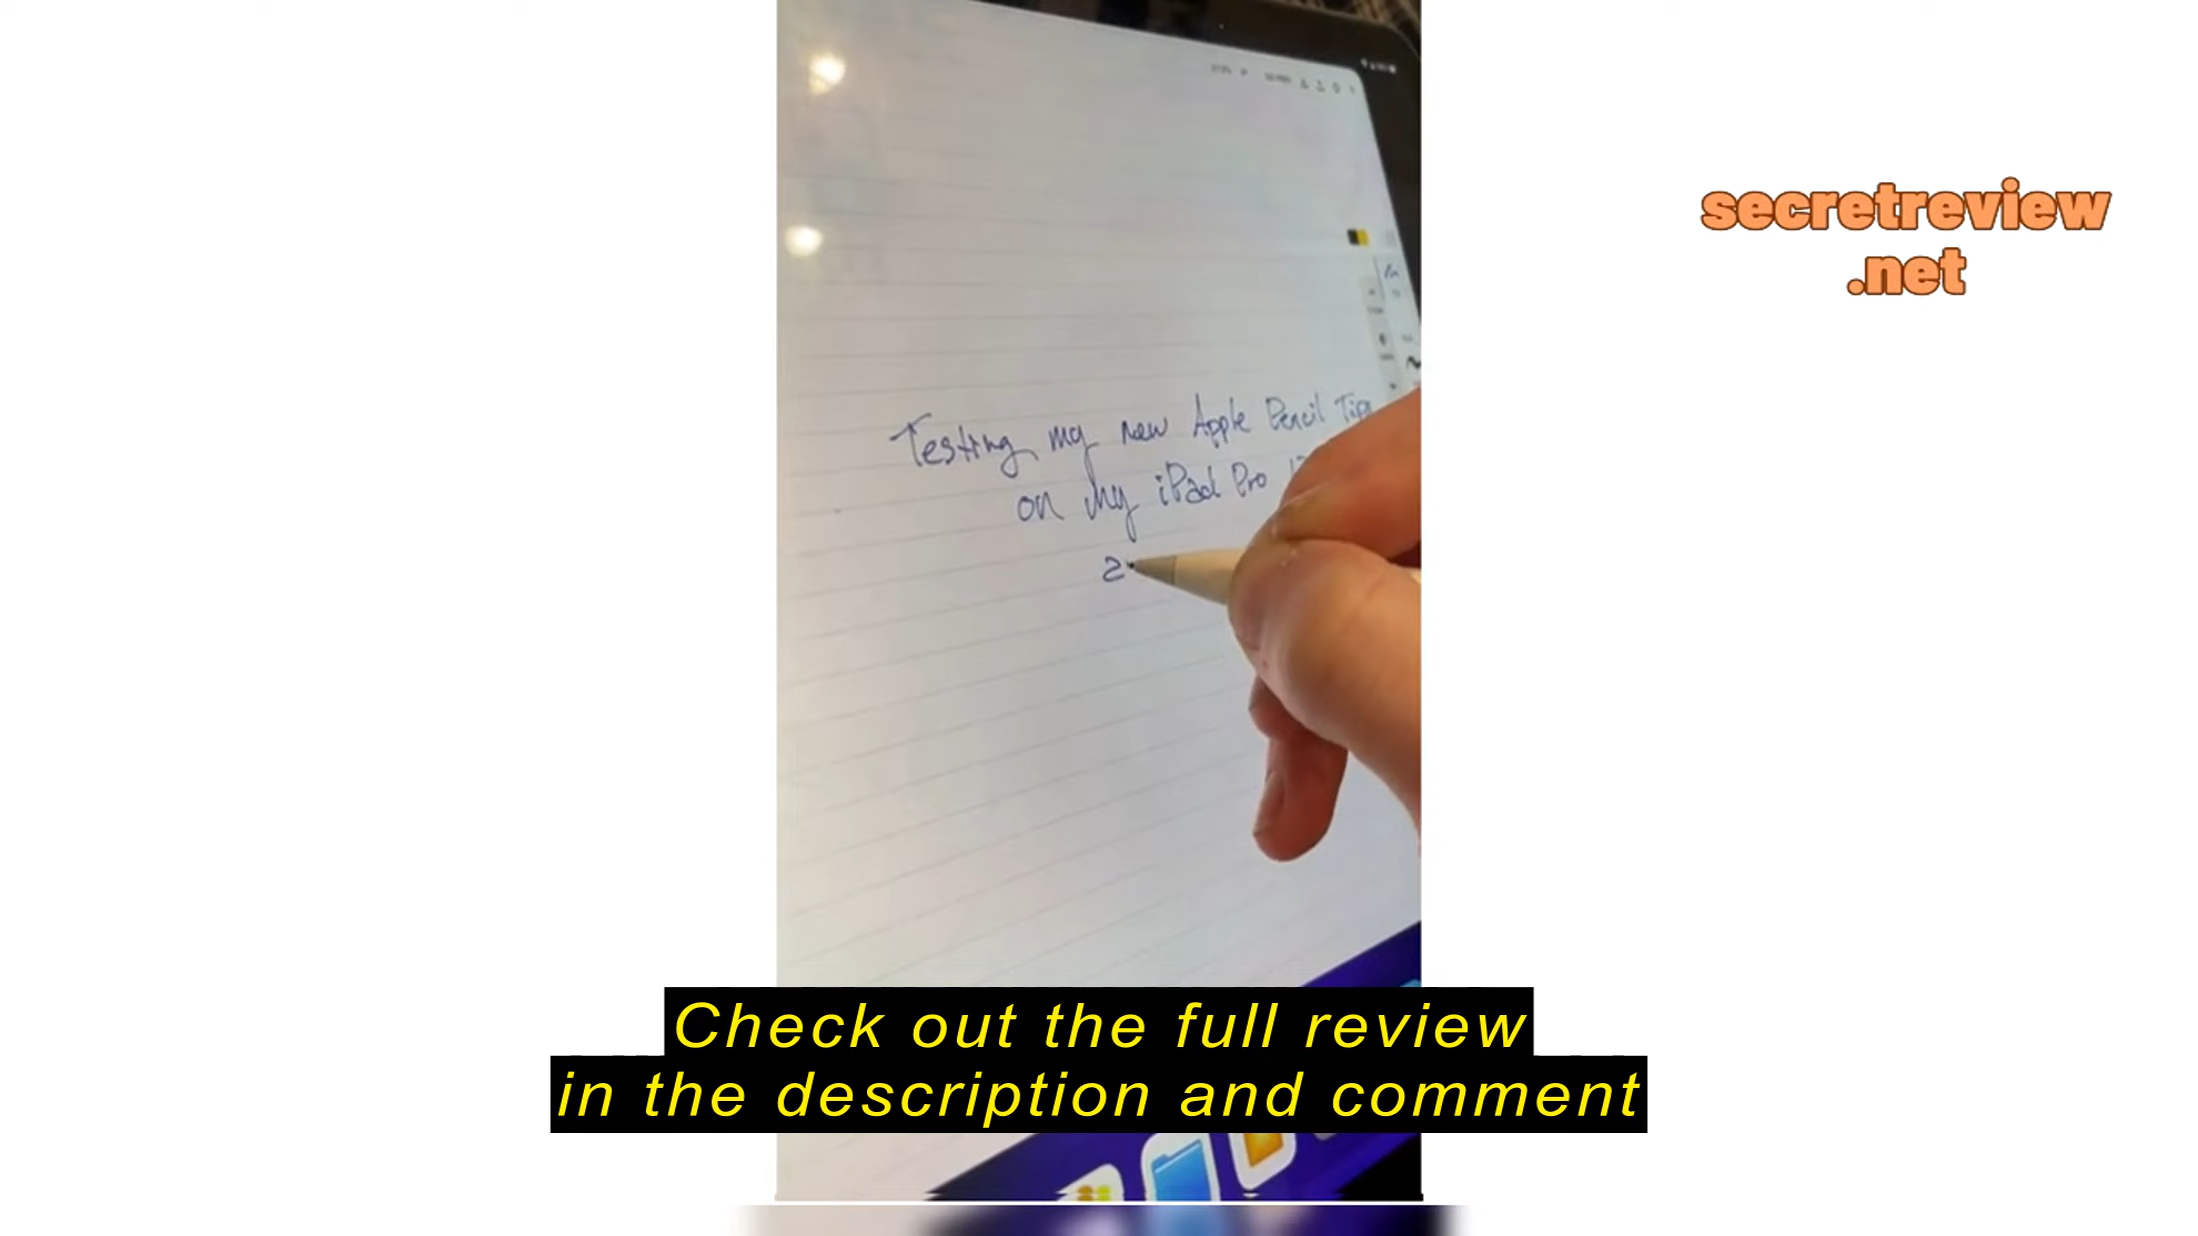 secretreview
.net
Testing my new Apple Pencil Tips
on my iPad Pro
2
Check out the full review
in the description and comment